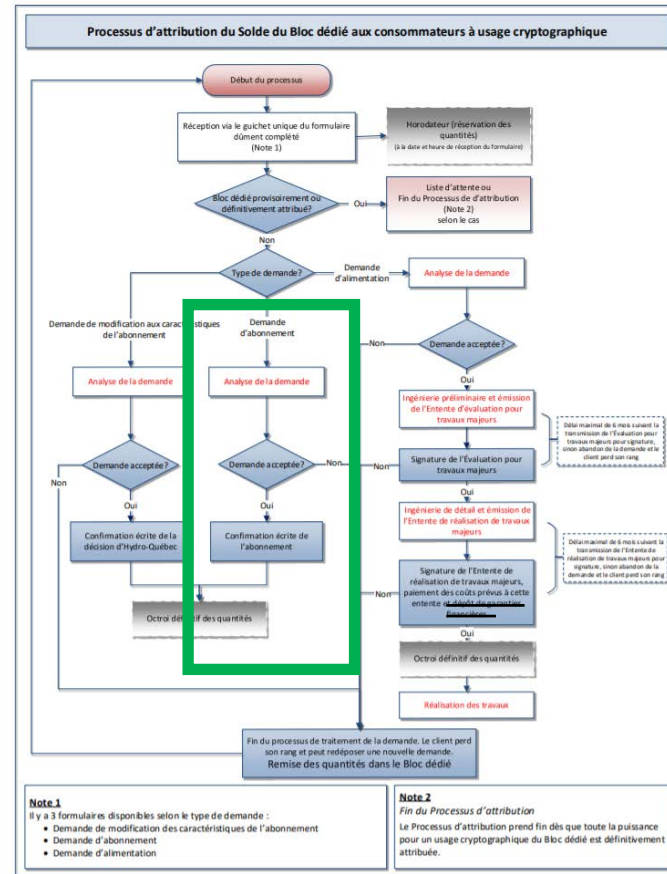 Processus d'attribution du Solde du Bloc dédié aux consommateurs à usage cryptographique
Début du processus
Réception via le guichet unique du formulaire
dûment complété
(Note 1)
Horodateur (réservation des
quantités)
(à la date et heure de réception du formulaire)
Bloc dédié provisoirement ou
définitivement attribué?
Oui
Liste d'attente ou
Fin du Processus de d'attribution
(Note 2)
selon le cas
Non
Type de demande?
Demande
d'alimentation
Analyse de la demande
Demande de modification aux caractéristiques
de l'abonnement
Demande
d'abonnement
Non
Demande acceptée?
Oui
Analyse de la demande
Analyse de la demande
Ingénierie préliminaire et émission
de l'Entente d'évaluation pour
travaux majeurs
Délai maximal de 6 mois suivant la
transmission de l'Évaluation pour
travaux majeurs pour signature,
sinon abandon de la demande et le
client perd son rang
Demande acceptée?
Demande acceptée?
Non
Non
Signature de l'Évaluation pour
travaux majeurs
Non
Oui
Oui
Oui
Ingénierie de détail et émission de
l'Entente de réalisation de travaux
majeurs
Confirmation écrite de la
décision d'Hydro-Québec
Confirmation écrite de
l'abonnement
Délai maximal de 6 mois suivant la
transmission de l'Entente de
réalisation de travaux majeurs pour
signature, sinon abandon de la
demande et le client perd son rang
Signature de l'Entente de
réalisation de travaux majeurs,
paiement des coûts prévus à cette
entente et dépôt de garanties
financières
Non
Oui
Octroi définitif des quantités
Octroi définitif des quantités
Réalisation des travaux
Fin du processus de traitement de la demande. Le client perd
son rang et peut redéposer une nouvelle demande.
Remise des quantités dans le Bloc dédié
Note 1
Il y a 3 formulaires disponibles selon le type de demande :
• Demande de modification des caractéristiques de l'abonnement
• Demande d'abonnement
• Demande d'alimentation
Note 2
Fin du Processus d'attribution
Le Processus d'attribution prend fin dès que toute la puissance
pour un usage cryptographique du Bloc dédié est définitivement
attribuée.